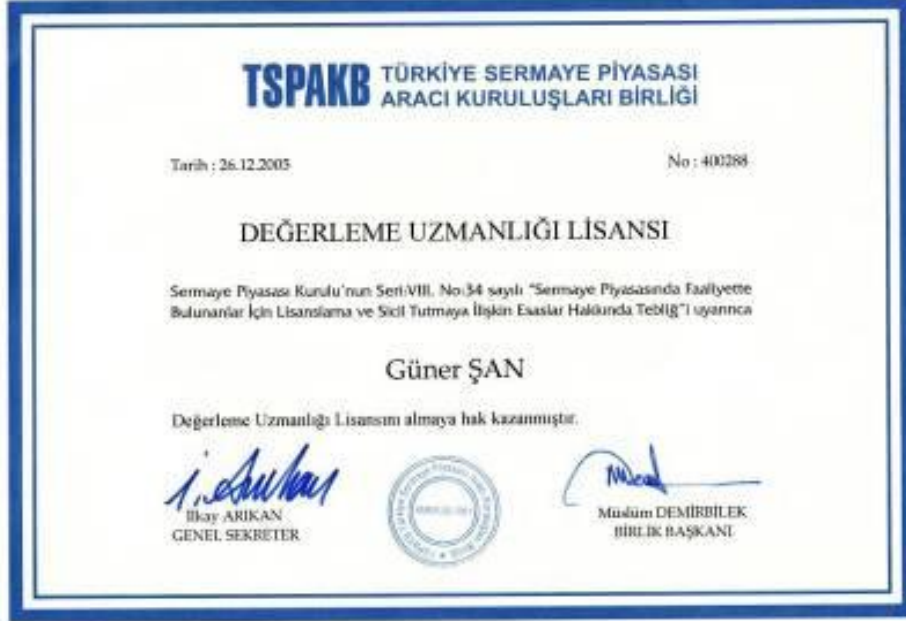 TSPAKB TÜRKİYE SERMAYE PİYASASI
ARACI KURULUŞLARI BİRLİĞİ
Tarih : 26.12.2005
No : 400288
DEĞERLEME UZMANLIĞI LİSANSI
Sermaye Piyasası Kurulu'nun Seri:VIII, No:34 sayılı "Sermaye Piyasasında Faaliyette
Bulunanlar İçin Lisanslama ve Sicil Tutmaya İlişkin Esaslar Hakkında Tebliğ"i uyarınca
Güner ŞAN
Değerleme Uzmanlığı Lisansını almaya hak kazanmıştır.
İlkay ARIKAN
GENEL SEKRETER
Müslüm DEMİRBİLEK
BİRLİK BAŞKANI